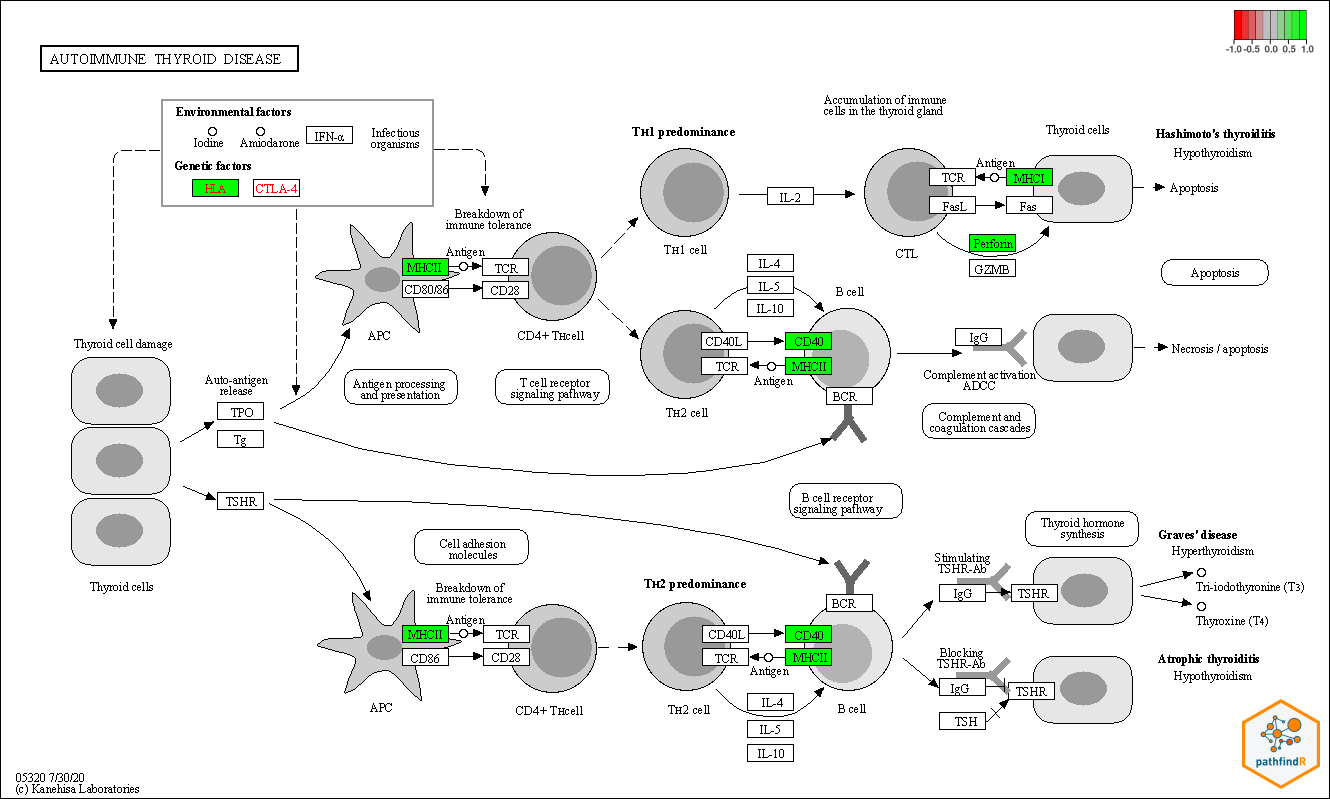 -1.0 -0.5 0.0 0.5 1.0
AUTOIMMUNE THYROID DISEASE
Environmental factors
Iodine
Amiodarone
IFN-α
Infectious
organisms
Genetic factors
HLA
CTLA-4
Breakdown of
immune tolerance
Antigen
MHCII
TCR
CD80/86
CD28
APC
CD4+ TH cell
TH1 predominance
TH1 cell
IL-2
Accumulation of immune
cells in the thyroid gland
Thyroid cells
Antigen
TCR
MHCI
FasL
Fas
Perforin
GZMB
CTL
Hashimoto's thyroiditis
Hypothyroidism
Apoptosis
Apoptosis
IL-4
IL-5
IL-10
B cell
CD40L
CD40
TCR
MHCII
Antigen
TH2 cell
BCR
IgG
Complement activation
ADCC
Necrosis / apoptosis
Complement and
coagulation cascades
Antigen processing
and presentation
T cell receptor
signaling pathway
Thyroid cell damage
Auto-antigen
release
TPO
Tg
TSHR
Thyroid cells
B cell receptor
signaling pathway
Cell adhesion
molecules
Breakdown of
immune tolerance
Antigen
MHCII
TCR
CD86
CD28
APC
CD4+ TH cell
TH2 predominance
CD40L
CD40
TCR
MHCII
Antigen
TH2 cell
IL-4
IL-5
IL-10
BCR
B cell
Thyroid hormone
synthesis
Stimulating
TSHR-Ab
IgG
TSHR
Graves' disease
Hyperthyroidism
Tri-iodothyronine (T3)
Thyroxine (T4)
Blocking
TSHR-Ab
IgG
TSHR
TSH
Atrophic thyroiditis
Hypothyroidism
pathfindR
05320 7/30/20
(c) Kanehisa Laboratories